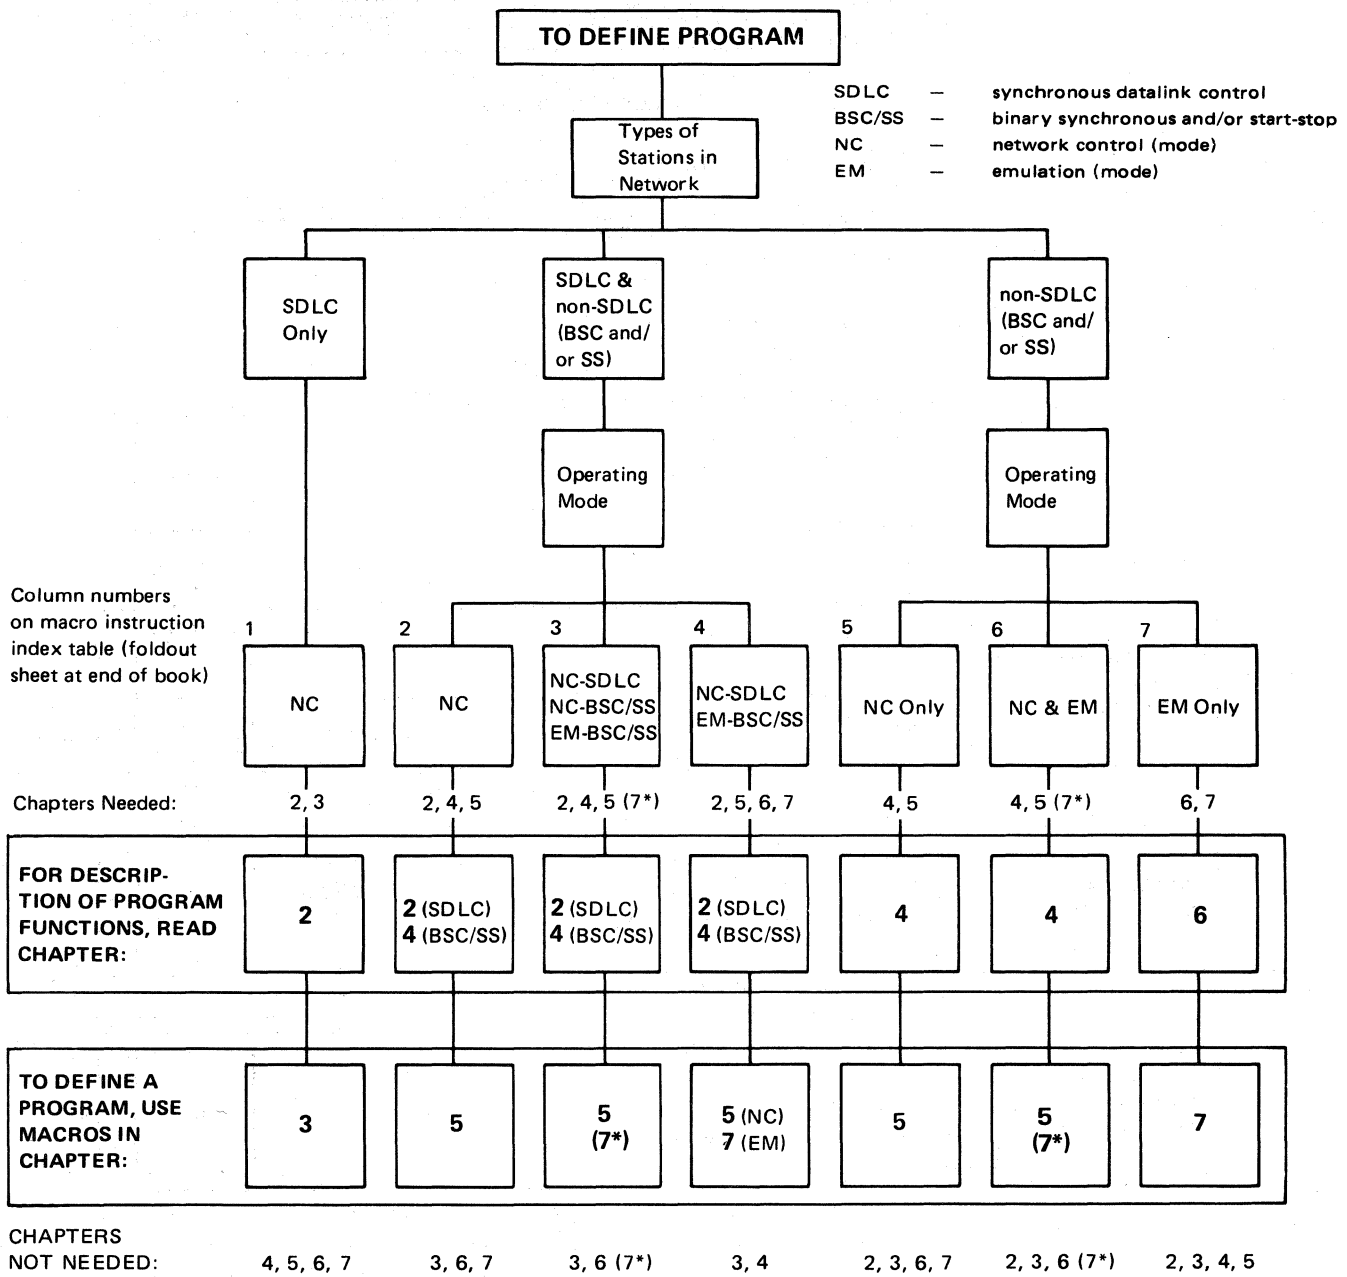 TO DEFINE PROGRAM
SDLC — synchronous datalink control
BSC/SS — binary synchronous and/or start-stop
NC — network control (mode)
EM — emulation (mode)
Types of
Stations in
Network
SDLC
Only
SDLC &
non-SDLC
(BSC and/
or SS)
non-SDLC
(BSC and/
or SS)
Operating
Mode
Operating
Mode
Column numbers
on macro instruction
index table (foldout
sheet at end of book)
1 2 3 4 5 6 7
NC
NC
NC-SDLC
NC-BSC/SS
EM-BSC/SS
NC-SDLC
EM-BSC/SS
NC Only
NC & EM
EM Only
Chapters Needed: 2, 3 2, 4, 5 2, 4, 5 (7*) 2, 5, 6, 7 4, 5 4, 5 (7*) 6, 7
FOR DESCRIP-
TION OF PROGRAM
FUNCTIONS, READ
CHAPTER:
2
2 (SDLC)
4 (BSC/SS)
2 (SDLC)
4 (BSC/SS)
2 (SDLC)
4 (BSC/SS)
4
4
6
TO DEFINE A
PROGRAM, USE
MACROS IN
CHAPTER:
3
5
5
(7*)
5 (NC)
7 (EM)
5
5
(7*)
7
CHAPTERS
NOT NEEDED: 4, 5, 6, 7 3, 6, 7 3, 6 (7*) 3, 4 2, 3, 6, 7 2, 3, 6 (7*) 2, 3, 4, 5